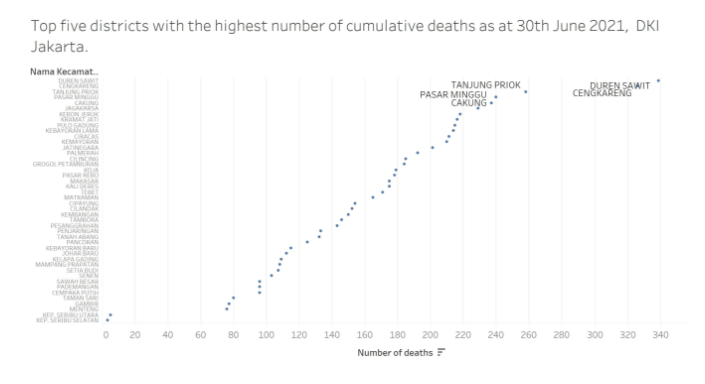 Top five districts with the highest number of cumulative deaths as at 30th June 2021, DKI
Jakarta.
Nama Kecamat..
DUREN SAWIT
CENGKARENG
TANJUNG PRIOK
PASAR MINGGU
CAKUNG
JAGAKARSA
KEBON JERUK
KRAMAT JATI
PULO GADUNG
KEBAYORAN LAMA
CIRACAS
KEMAYORAN
JATINEGARA
PALMERAH
CILINCING
GROGOL PETAMBURAN
KOJA
PASAR REBO
MAKASAR
KALI DERES
TEBET
MATRAMAN
CIPAYUNG
CILANDAK
KEMBANGAN
TAMBORA
PESANGGRAHAN
PENJARINGAN
TANAH ABANG
PANCORAN
KEBAYORAN BARU
JOHAR BARU
KELAPA GADING
MAMPANG PRAPATAN
SETIA BUDI
SENEN
SAWAH BESAR
PADEMANGAN
CEMPAKA PUTIH
TAMAN SARI
GAMBIR
MENTENG
KEP. SERIBU UTARA
KEP. SERIBU SELATAN
TANJUNG PRIOK
DUREN SAWIT
PASAR MINGGU
CENGKARENG
CAKUNG
0 20 40 60 80 100 120 140 160 180 200 220 240 260 280 300 320 340
Number of deaths